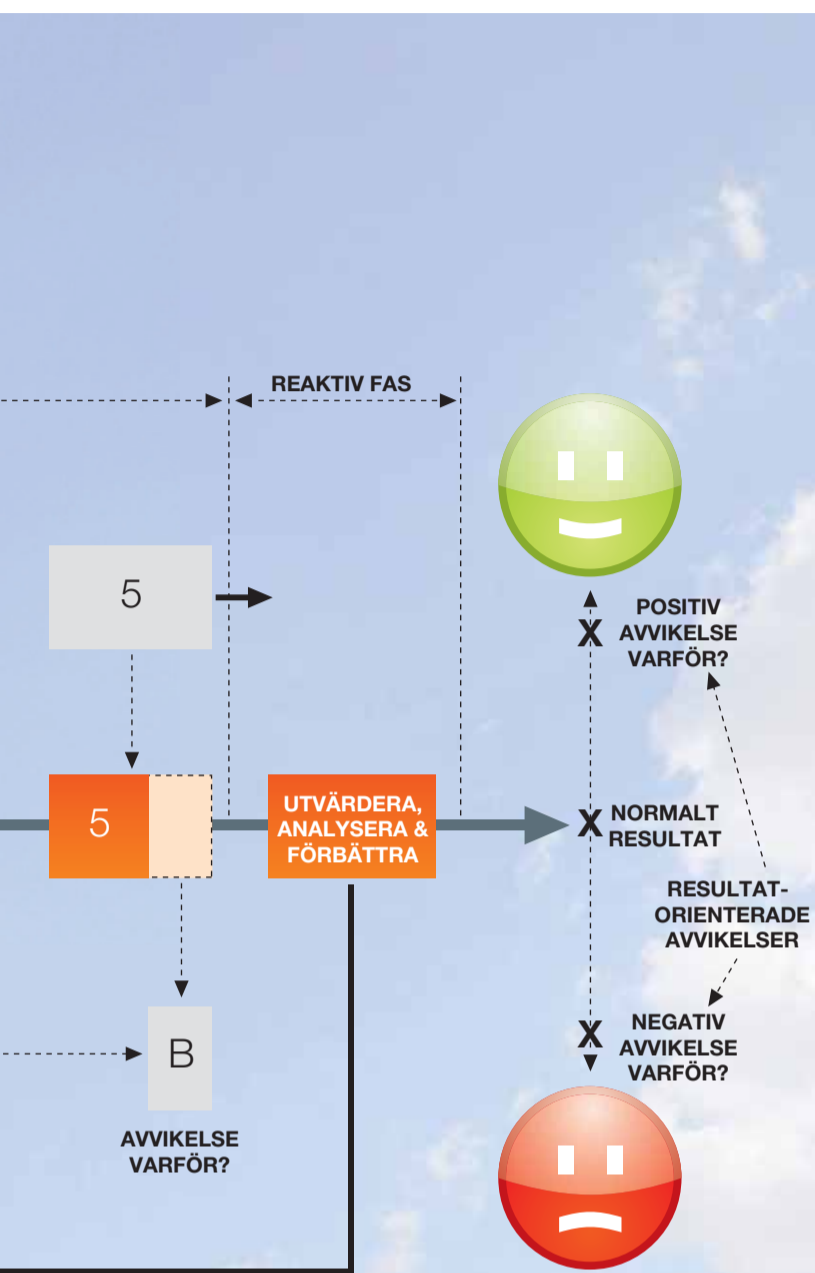 REAKTIV FAS
5
POSITIV
AVVIKELSE
VARFÖR?
5
UTVÄRDERA,
ANALYSERA &
FÖRBÄTTRA
X
X
NORMALT
RESULTAT
RESULTAT-
ORIENTERADE
AVVIKELSER
X
NEGATIV
AVVIKELSE
VARFÖR?
B
AVVIKELSE
VARFÖR?